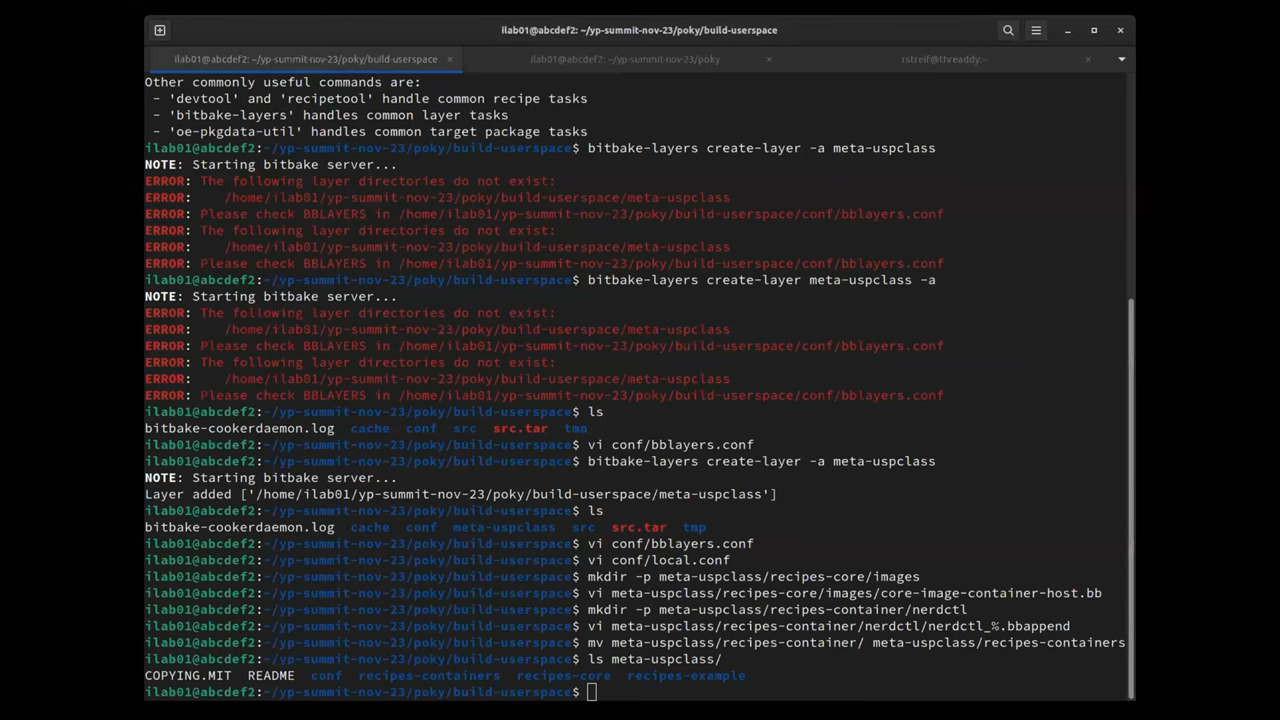 ilab01@abcdef2: ~/yp-summit-nov-23/poky/build-userspace
ilab01@abcdef2: ~/yp-summit-nov-23/poky/build-userspace × ilab01@abcdef2: ~/yp-summit-nov-23/poky × rstreif@threaddy:~ ×
Other commonly useful commands are:
 - 'devtool' and 'recipetool' handle common recipe tasks
 - 'bitbake-layers' handles common layer tasks
 - 'oe-pkgdata-util' handles common target package tasks
ilab01@abcdef2:~/yp-summit-nov-23/poky/build-userspace$ bitbake-layers create-layer -a meta-uspclass
NOTE: Starting bitbake server...
ERROR: The following layer directories do not exist:
ERROR:    /home/ilab01/yp-summit-nov-23/poky/build-userspace/meta-uspclass
ERROR: Please check BBLAYERS in /home/ilab01/yp-summit-nov-23/poky/build-userspace/conf/bblayers.conf
ERROR: The following layer directories do not exist:
ERROR:    /home/ilab01/yp-summit-nov-23/poky/build-userspace/meta-uspclass
ERROR: Please check BBLAYERS in /home/ilab01/yp-summit-nov-23/poky/build-userspace/conf/bblayers.conf
ilab01@abcdef2:~/yp-summit-nov-23/poky/build-userspace$ bitbake-layers create-layer meta-uspclass -a
NOTE: Starting bitbake server...
ERROR: The following layer directories do not exist:
ERROR:    /home/ilab01/yp-summit-nov-23/poky/build-userspace/meta-uspclass
ERROR: Please check BBLAYERS in /home/ilab01/yp-summit-nov-23/poky/build-userspace/conf/bblayers.conf
ERROR: The following layer directories do not exist:
ERROR:    /home/ilab01/yp-summit-nov-23/poky/build-userspace/meta-uspclass
ERROR: Please check BBLAYERS in /home/ilab01/yp-summit-nov-23/poky/build-userspace/conf/bblayers.conf
ilab01@abcdef2:~/yp-summit-nov-23/poky/build-userspace$ ls
bitbake-cookerdaemon.log  cache  conf  src  src.tar  tmp
ilab01@abcdef2:~/yp-summit-nov-23/poky/build-userspace$ vi conf/bblayers.conf
ilab01@abcdef2:~/yp-summit-nov-23/poky/build-userspace$ bitbake-layers create-layer -a meta-uspclass
NOTE: Starting bitbake server...
Layer added ['/home/ilab01/yp-summit-nov-23/poky/build-userspace/meta-uspclass']
ilab01@abcdef2:~/yp-summit-nov-23/poky/build-userspace$ ls
bitbake-cookerdaemon.log  cache  conf  meta-uspclass  src  src.tar  tmp
ilab01@abcdef2:~/yp-summit-nov-23/poky/build-userspace$ vi conf/bblayers.conf
ilab01@abcdef2:~/yp-summit-nov-23/poky/build-userspace$ vi conf/local.conf
ilab01@abcdef2:~/yp-summit-nov-23/poky/build-userspace$ mkdir -p meta-uspclass/recipes-core/images
ilab01@abcdef2:~/yp-summit-nov-23/poky/build-userspace$ vi meta-uspclass/recipes-core/images/core-image-container-host.bb
ilab01@abcdef2:~/yp-summit-nov-23/poky/build-userspace$ mkdir -p meta-uspclass/recipes-container/nerdctl
ilab01@abcdef2:~/yp-summit-nov-23/poky/build-userspace$ vi meta-uspclass/recipes-container/nerdctl/nerdctl_%.bbappend
ilab01@abcdef2:~/yp-summit-nov-23/poky/build-userspace$ mv meta-uspclass/recipes-container/ meta-uspclass/recipes-containers
ilab01@abcdef2:~/yp-summit-nov-23/poky/build-userspace$ ls meta-uspclass/
COPYING.MIT  README  conf  recipes-containers  recipes-core  recipes-example
ilab01@abcdef2:~/yp-summit-nov-23/poky/build-userspace$